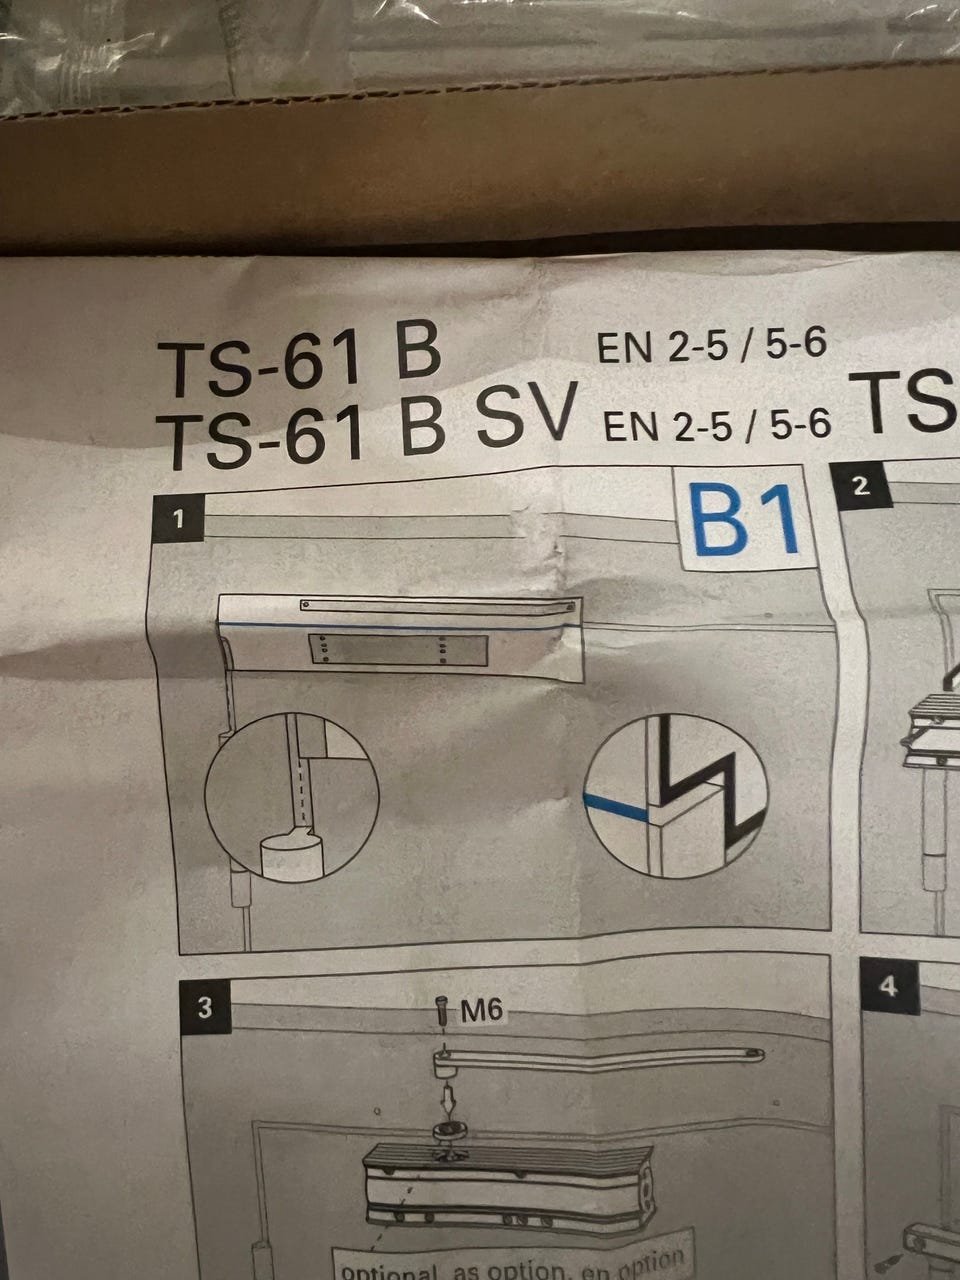 TS-61 B EN 2-5 / 5-6
TS-61 B SV EN 2-5 / 5-6
TS
1
B1
2
3
M6
4
optional, as option, en option